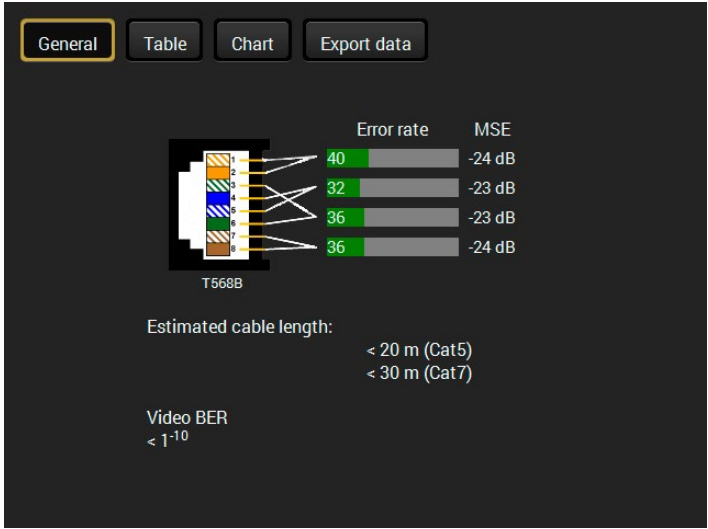 General Table Chart Export data
Error rate MSE
1 40 -24 dB
2
3 32 -23 dB
4
5 36 -23 dB
6
7 36 -24 dB
8
T568B
Estimated cable length:
< 20 m (Cat5)
< 30 m (Cat7)
Video BER
< 1⁻¹⁰